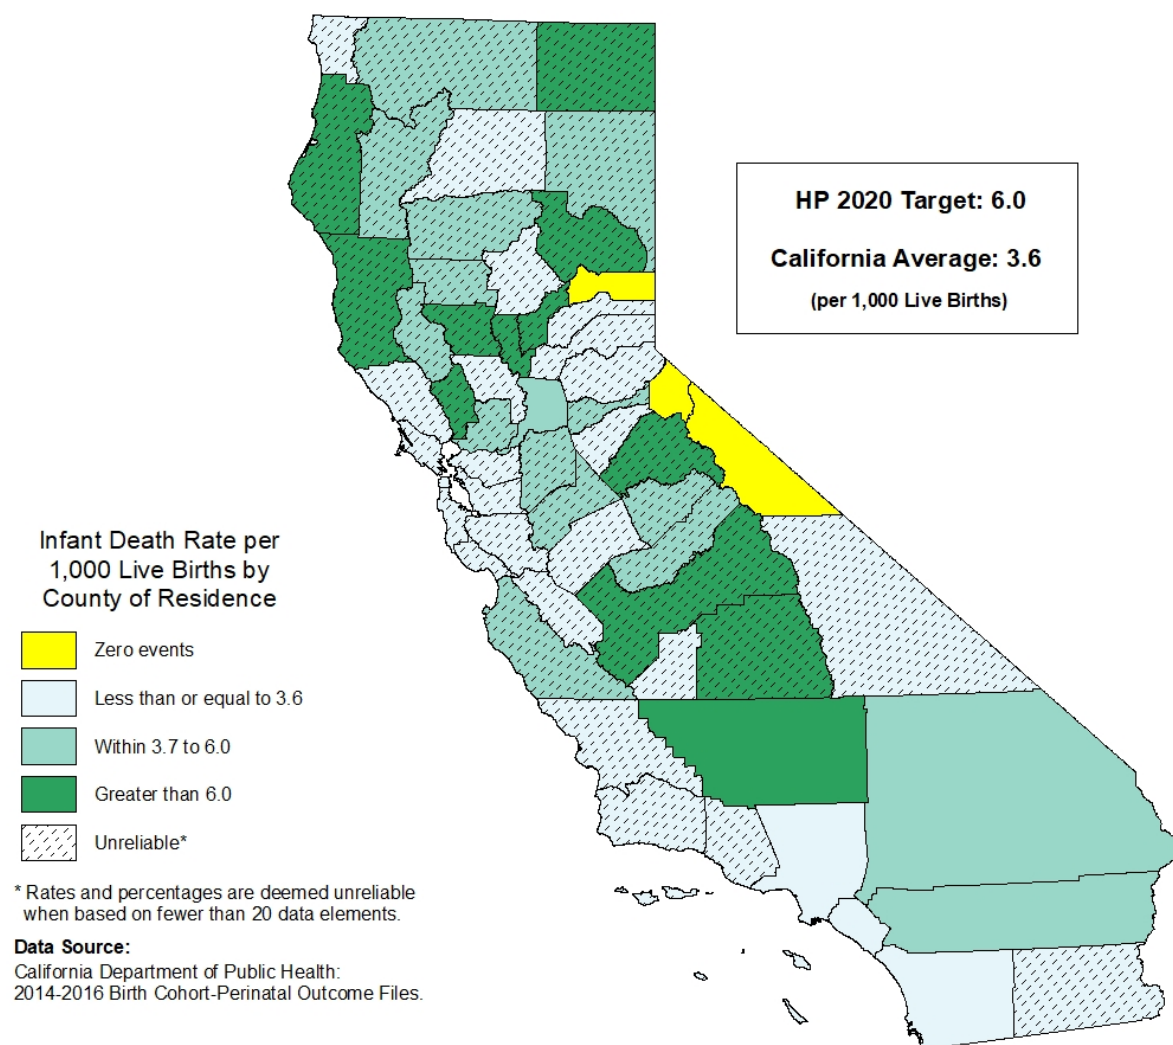 HP 2020 Target: 6.0
California Average: 3.6
(per 1,000 Live Births)
Infant Death Rate per
1,000 Live Births by
County of Residence
Zero events
Less than or equal to 3.6
Within 3.7 to 6.0
Greater than 6.0
Unreliable*
* Rates and percentages are deemed unreliable
when based on fewer than 20 data elements.
Data Source:
California Department of Public Health:
2014-2016 Birth Cohort-Perinatal Outcome Files.